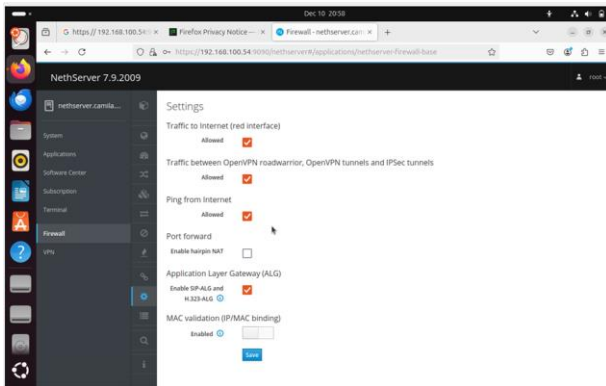 Dec 10 20:58
https:// 192.168.100.54:
Firefox Privacy Notice —
Firewall - nethserver.cam
https://192.168.100.54:9090/nethserver#/applications/nethserver-firewall-base
NethServer 7.9.2009
root
nethserver.camila....
System
Applications
Software Center
Subscription
Terminal
Firewall
VPN
Settings
Traffic to Internet (red interface)
Allowed
Traffic between OpenVPN roadwarrior, OpenVPN tunnels and IPSec tunnels
Allowed
Ping from Internet
Allowed
Port forward
Enable hairpin NAT
Application Layer Gateway (ALG)
Enable SIP-ALG and
H.323-ALG
MAC validation (IP/MAC binding)
Enabled
Save